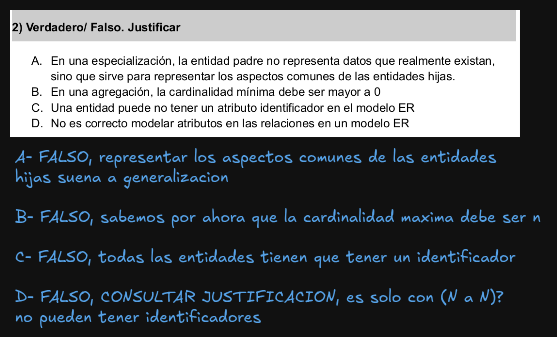 2) Verdadero/ Falso. Justificar
A. En una especialización, la entidad padre no representa datos que realmente existan,
sino que sirve para representar los aspectos comunes de las entidades hijas.
B. En una agregación, la cardinalidad mínima debe ser mayor a 0
C. Una entidad puede no tener un atributo identificador en el modelo ER
D. No es correcto modelar atributos en las relaciones en un modelo ER
A- FALSO, representar los aspectos comunes de las entidades
hijas suena a generalizacion
B- FALSO, sabemos por ahora que la cardinalidad maxima debe ser n
C- FALSO, todas las entidades tienen que tener un identificador
D- FALSO, CONSULTAR JUSTIFICACION, es solo con (N a N)?
no pueden tener identificadores